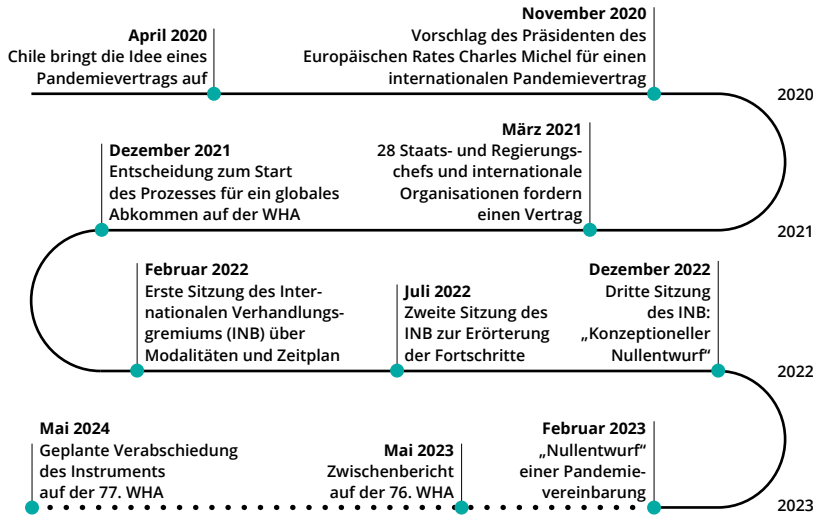 April 2020
Chile bringt die Idee eines
Pandemievertrags auf
November 2020
Vorschlag des Präsidenten des
Europäischen Rates Charles Michel für einen
internationalen Pandemievertrag
2020
März 2021
28 Staats- und Regierungs-
chefs und internationale
Organisationen fordern
einen Vertrag
Dezember 2021
Entscheidung zum Start
des Prozesses für ein globales
Abkommen auf der WHA
2021
Februar 2022
Erste Sitzung des Inter-
nationalen Verhandlungs-
gremiums (INB) über
Modalitäten und Zeitplan
Juli 2022
Zweite Sitzung des
INB zur Erörterung
der Fortschritte
Dezember 2022
Dritte Sitzung
des INB:
„Konzeptioneller
Nullentwurf“
2022
Februar 2023
„Nullentwurf“
einer Pandemie-
vereinbarung
Mai 2023
Zwischenbericht
auf der 76. WHA
Mai 2024
Geplante Verabschiedung
des Instruments
auf der 77. WHA
2023